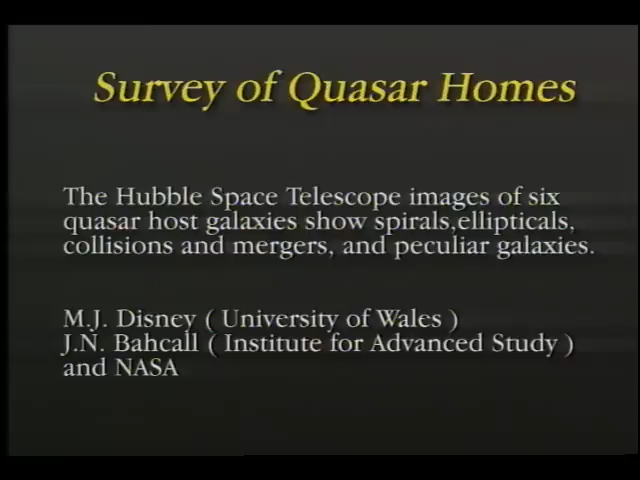 Survey of Quasar Homes
The Hubble Space Telescope images of six
quasar host galaxies show spirals,ellipticals,
collisions and mergers, and peculiar galaxies.
M.J. Disney ( University of Wales )
J.N. Bahcall ( Institute for Advanced Study )
and NASA